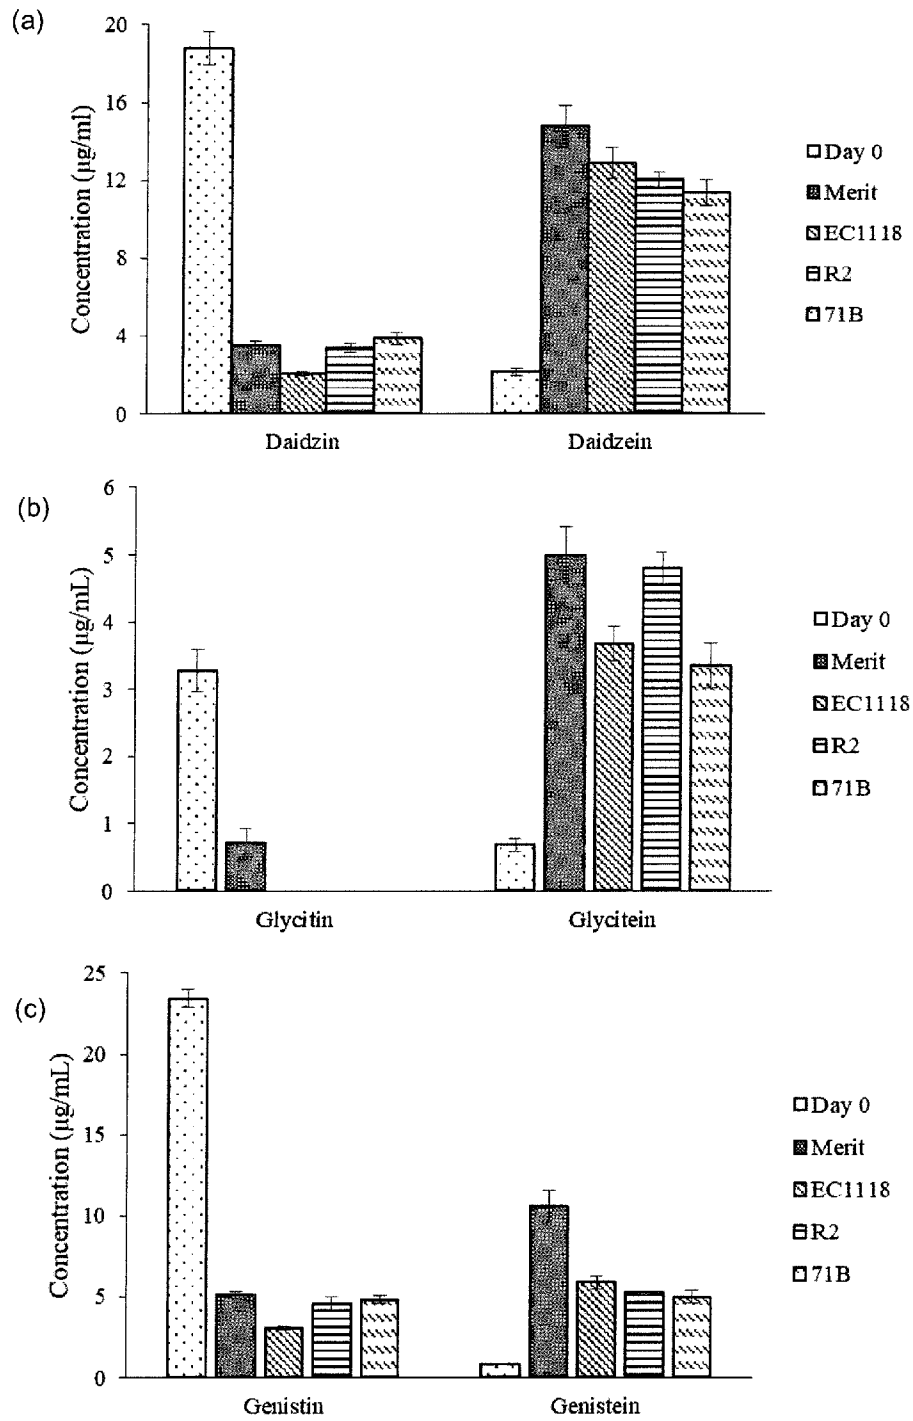 (a)
Concentration (µg/ml)
20
16
12
8
4
0
Daidzin
Daidzein
Day 0
Merit
EC1118
R2
71B
(b)
Concentration (µg/mL)
6
5
4
3
2
1
0
Glycitin
Glycitein
Day 0
Merit
EC1118
R2
71B
(c)
Concentration (µg/mL)
25
20
15
10
5
0
Genistin
Genistein
Day 0
Merit
EC1118
R2
71B